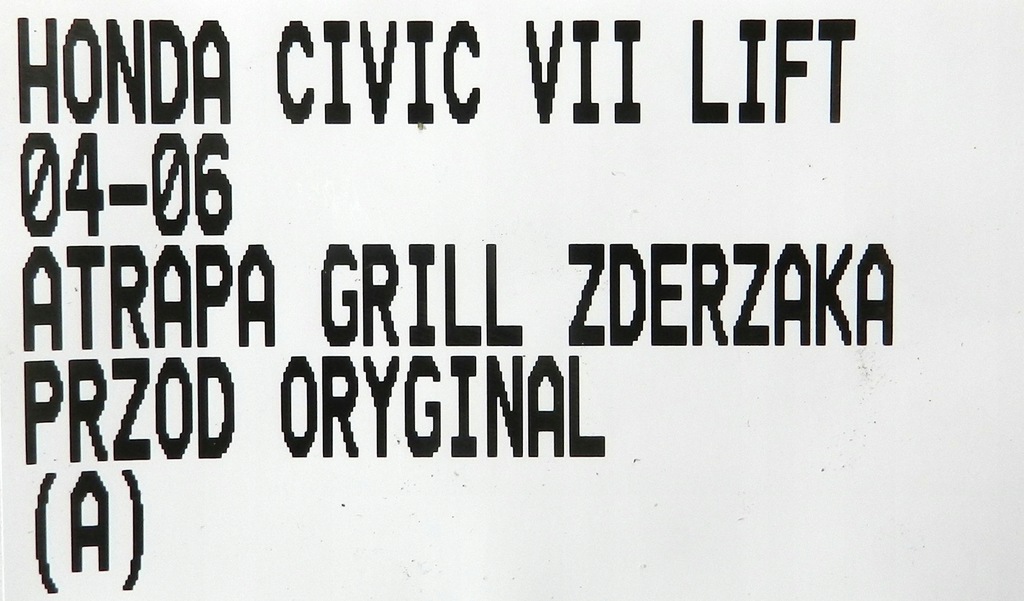 HONDA CIVIC VII LIFT
04-06
ATRAPA GRILL ZDERZAKA
PRZOD ORYGINAL
(A)